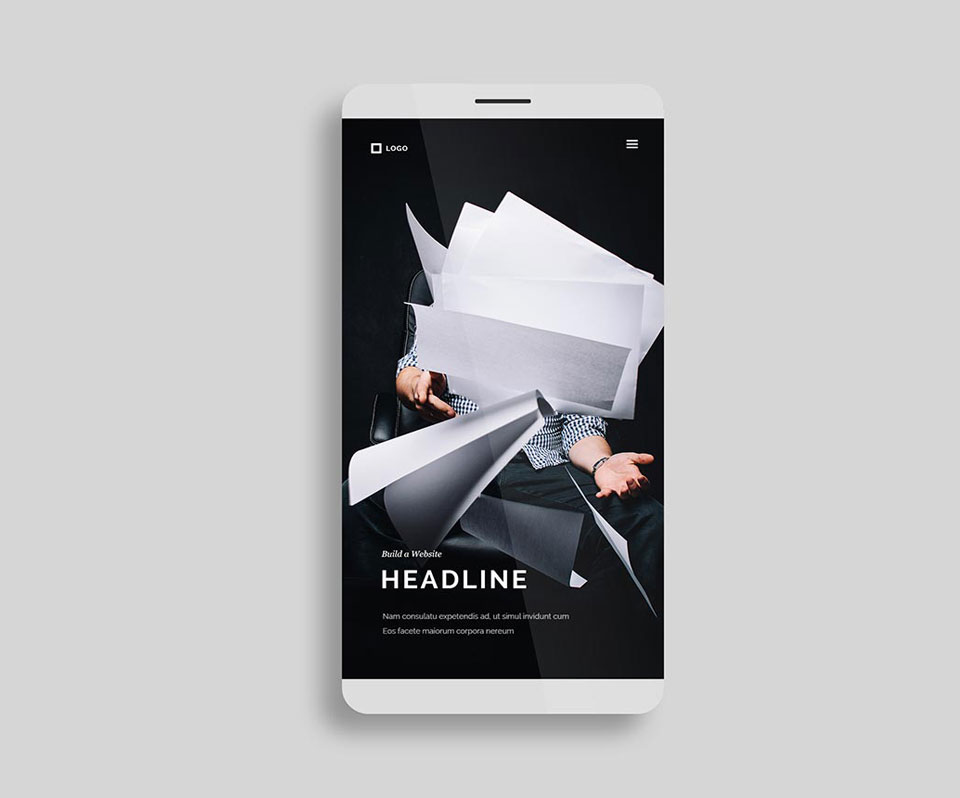 LOGO
Build a Website
HEADLINE
Nam consulatu expetendis ad, ut simul invidunt cum
Eos facete maiorum corpora nereum